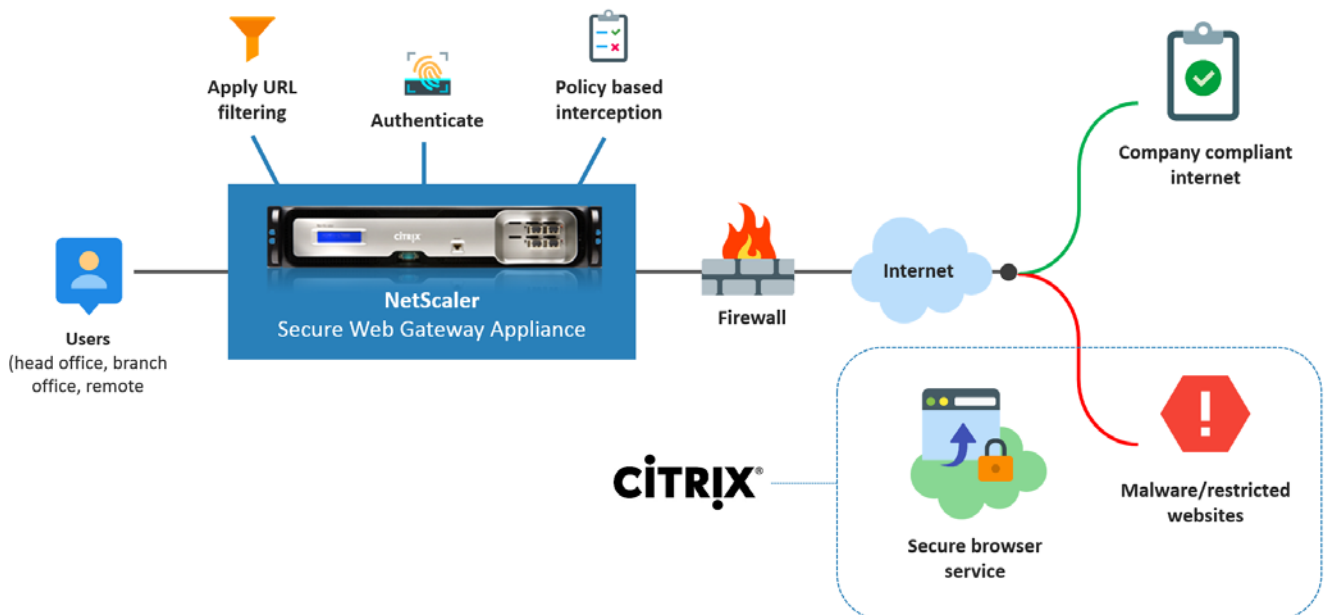 Apply URL
filtering
Authenticate
Policy based
interception
Company compliant
internet
CITRIX
NetScaler
Secure Web Gateway Appliance
Users
(head office, branch
office, remote
Firewall
Internet
CITRIX®
Secure browser
service
Malware/restricted
websites